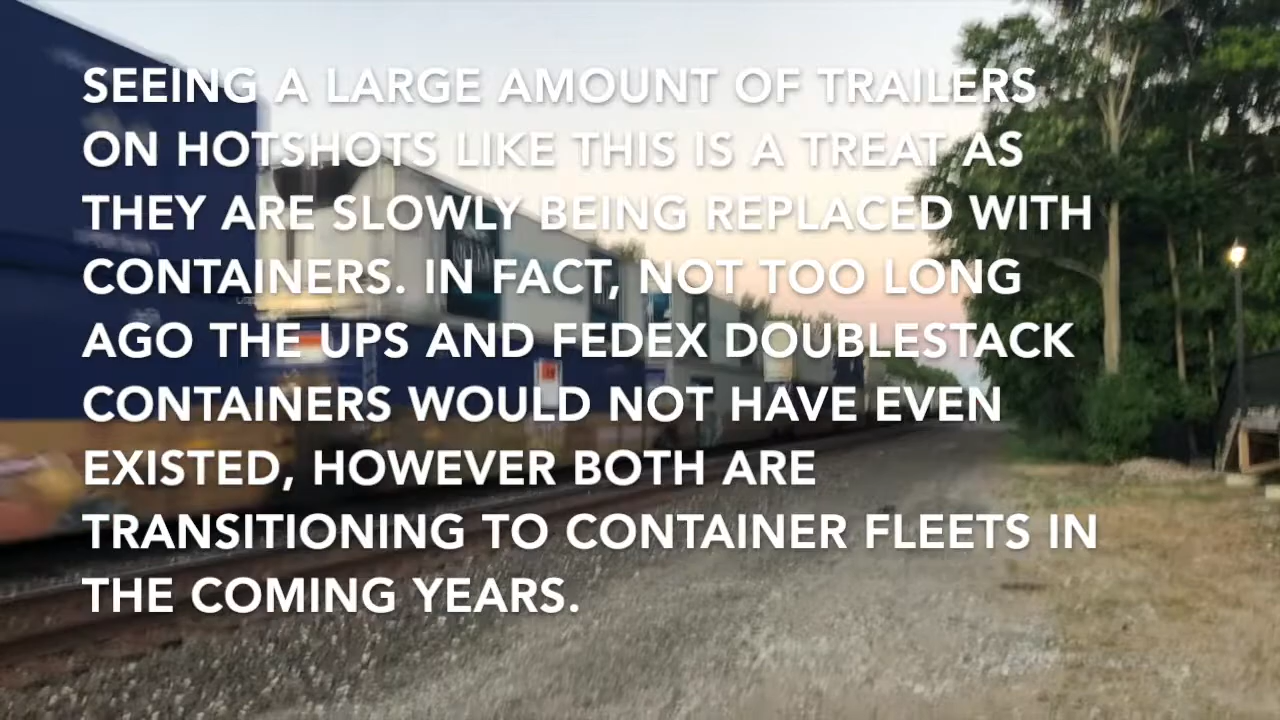 SEEING A LARGE AMOUNT OF TRAILERS
ON HOTSHOTS LIKE THIS IS A TREAT AS
THEY ARE SLOWLY BEING REPLACED WITH
CONTAINERS. IN FACT, NOT TOO LONG
AGO THE UPS AND FEDEX DOUBLESTACK
CONTAINERS WOULD NOT HAVE EVEN
EXISTED, HOWEVER BOTH ARE
TRANSITIONING TO CONTAINER FLEETS IN
THE COMING YEARS.